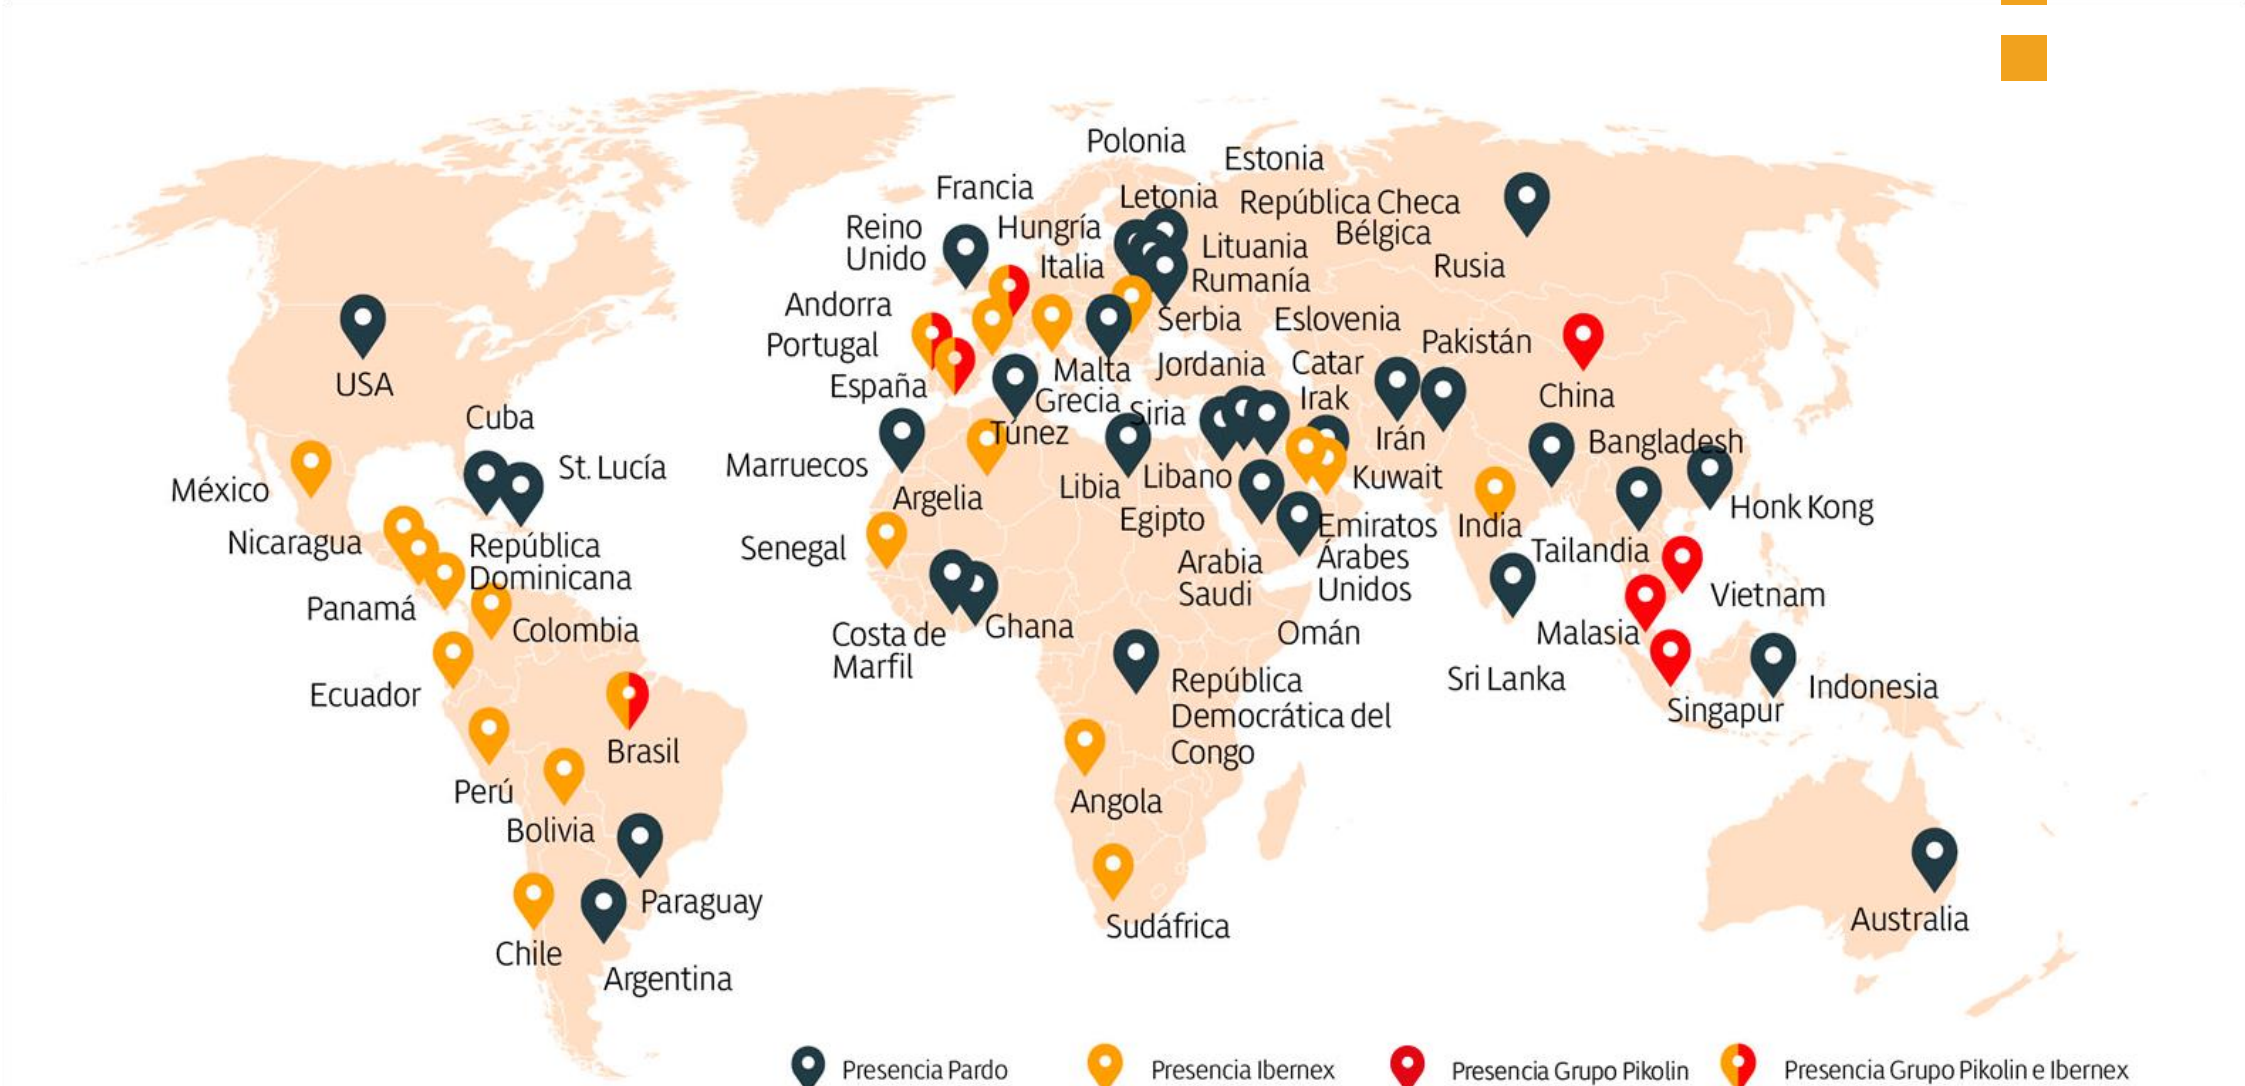 Polonia
Estonia
Francia
Letonia
República Checa
Reino
Unido
Hungría
Bélgica
Lituania
Italia
Rusia
Rumanía
Andorra
Serbia
Eslovenia
Portugal
Pakistán
España
Malta
Jordania
Catar
USA
Grecia
Siria
Irak
China
Cuba
Túnez
Irán
Bangladesh
Marruecos
St. Lucía
México
Argelia
Libia
Libano
Kuwait
Honk Kong
Nicaragua
República
Dominicana
Senegal
Egipto
Emiratos
Árabes
Unidos
India
Tailandia
Arabia
Saudi
Panamá
Colombia
Costa de
Marfil
Ghana
Omán
Vietnam
Malasia
Ecuador
República
Democrática del
Congo
Sri Lanka
Indonesia
Singapur
Brasil
Perú
Angola
Bolivia
Paraguay
Sudáfrica
Australia
Chile
Argentina
Presencia Pardo
Presencia Ibernex
Presencia Grupo Pikolin
Presencia Grupo Pikolin e Ibernex